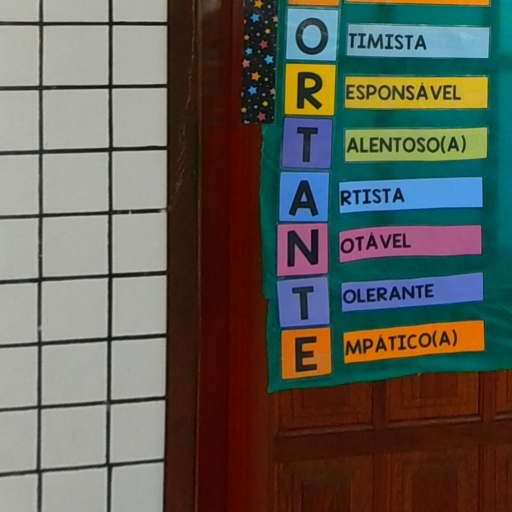 O TIMISTA
R ESPONSÁVEL
T ALENTOSO(A)
A RTISTA
N OTÁVEL
T OLERANTE
E MPÁTICO(A)